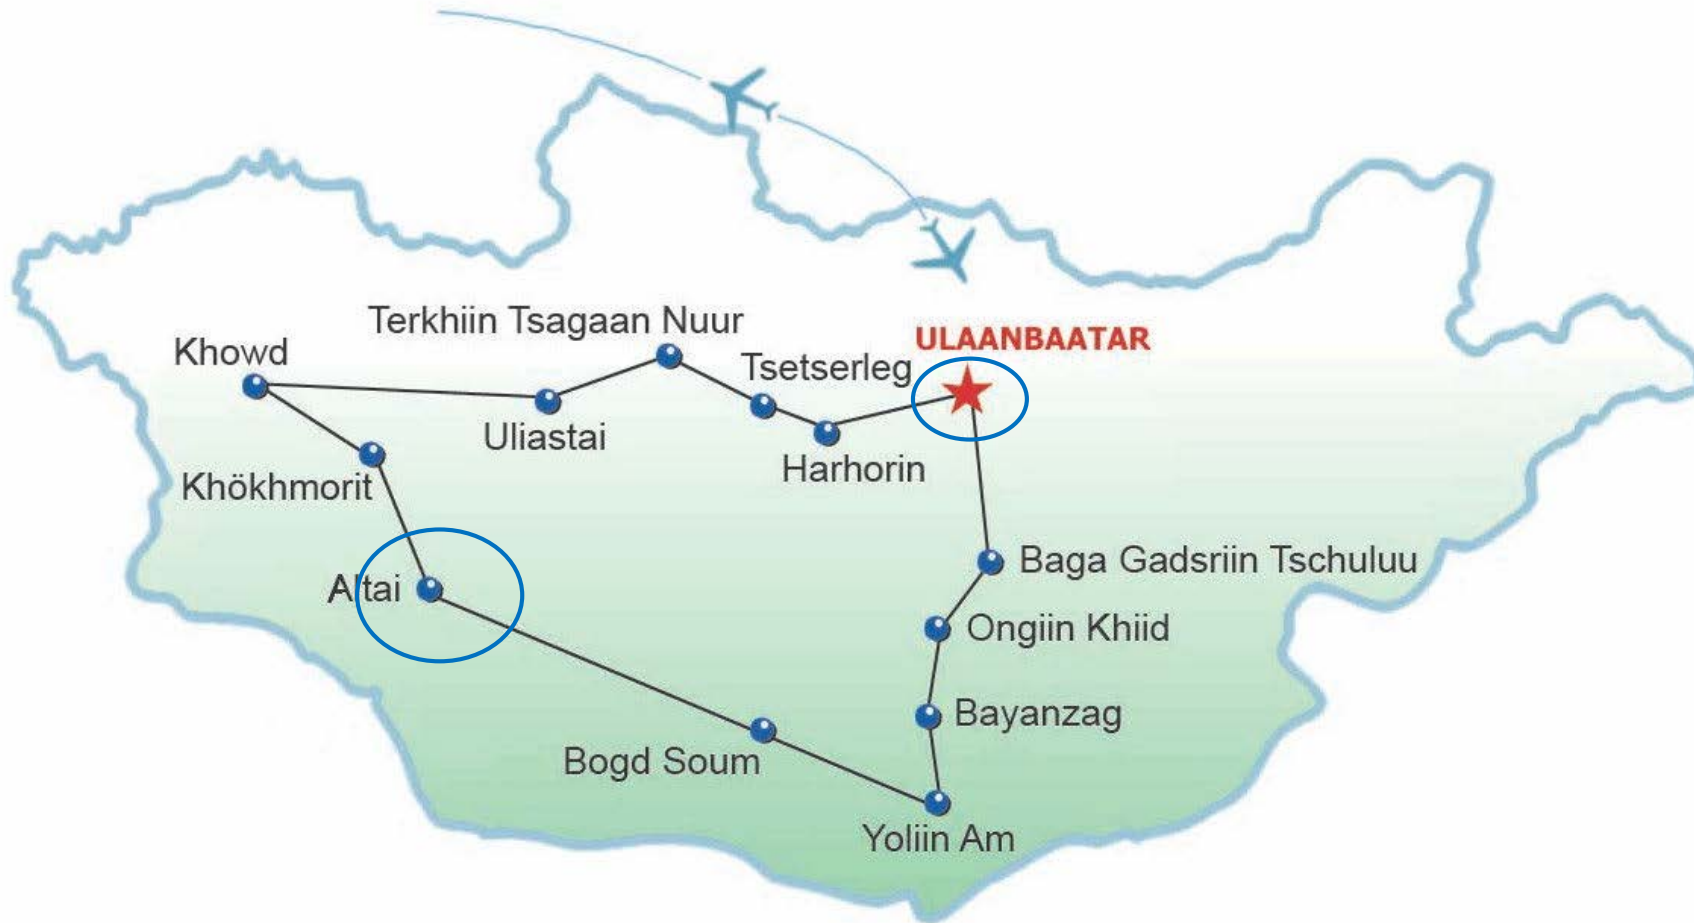 Terkhiin Tsagaan Nuur
ULAANBAATAR
Khowd
Tsetserleg
Uliastai
Harhorin
Khökhmorit
Baga Gadsriin Tschuluu
Altai
Ongiin Khiid
Bayanzag
Bogd Soum
Yoliin Am